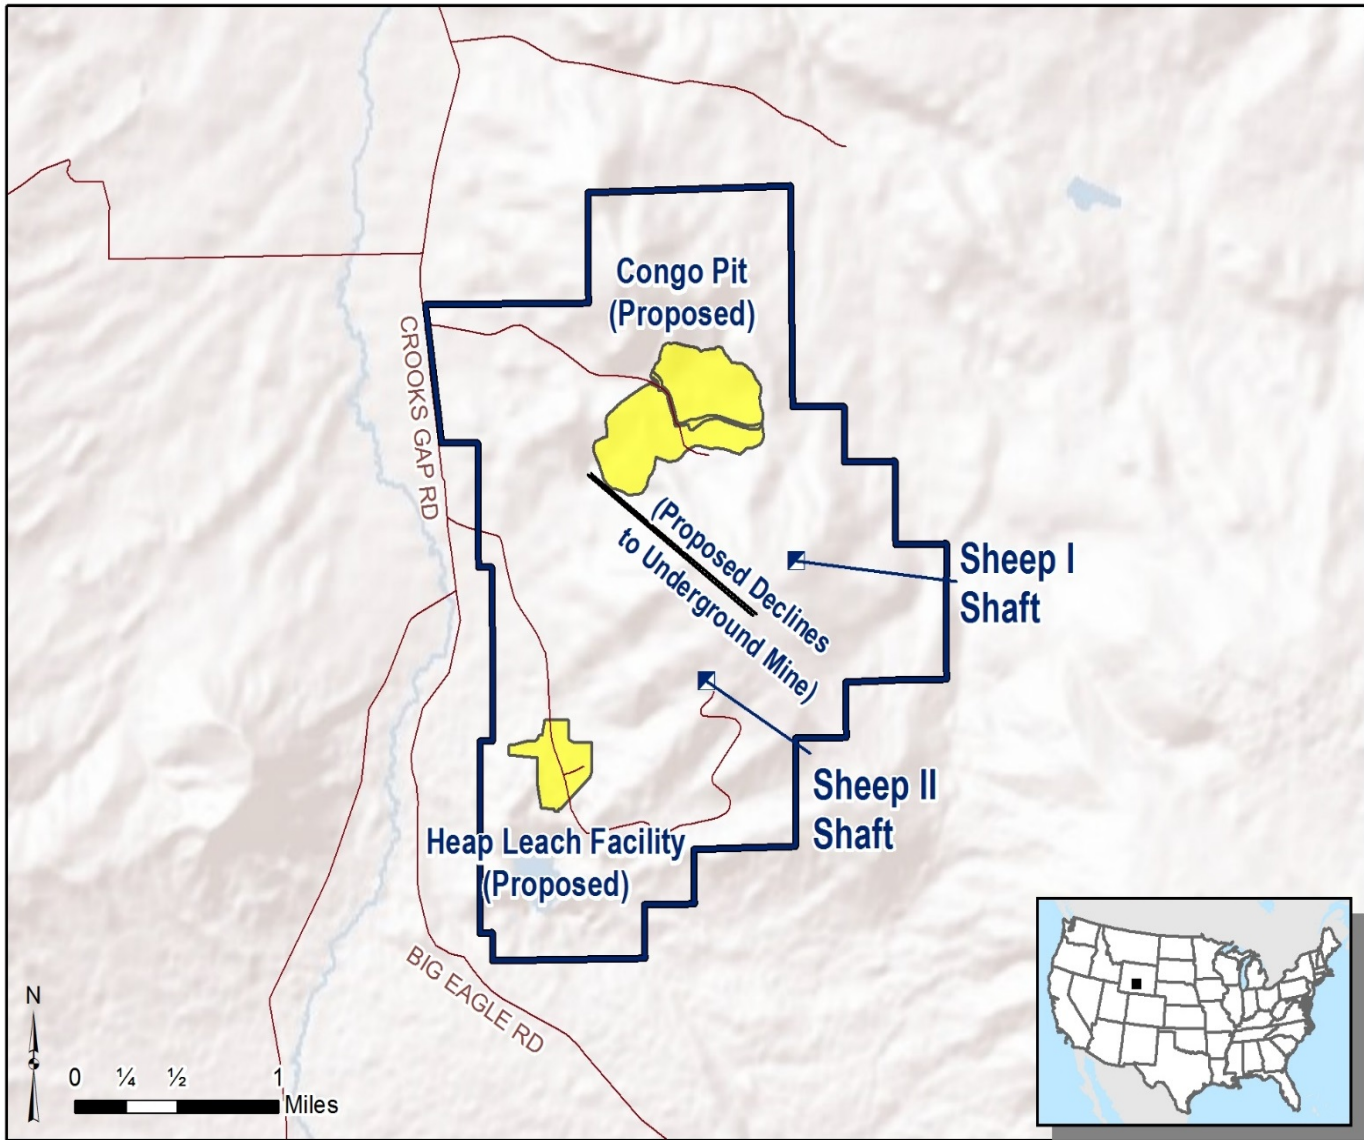 Congo Pit
(Proposed)
CROOKS GAP RD
(Proposed Declines
to Underground Mine)
Sheep I
Shaft
Sheep II
Shaft
Heap Leach Facility
(Proposed)
BIG EAGLE RD
N
0 ¼ ½ 1
Miles